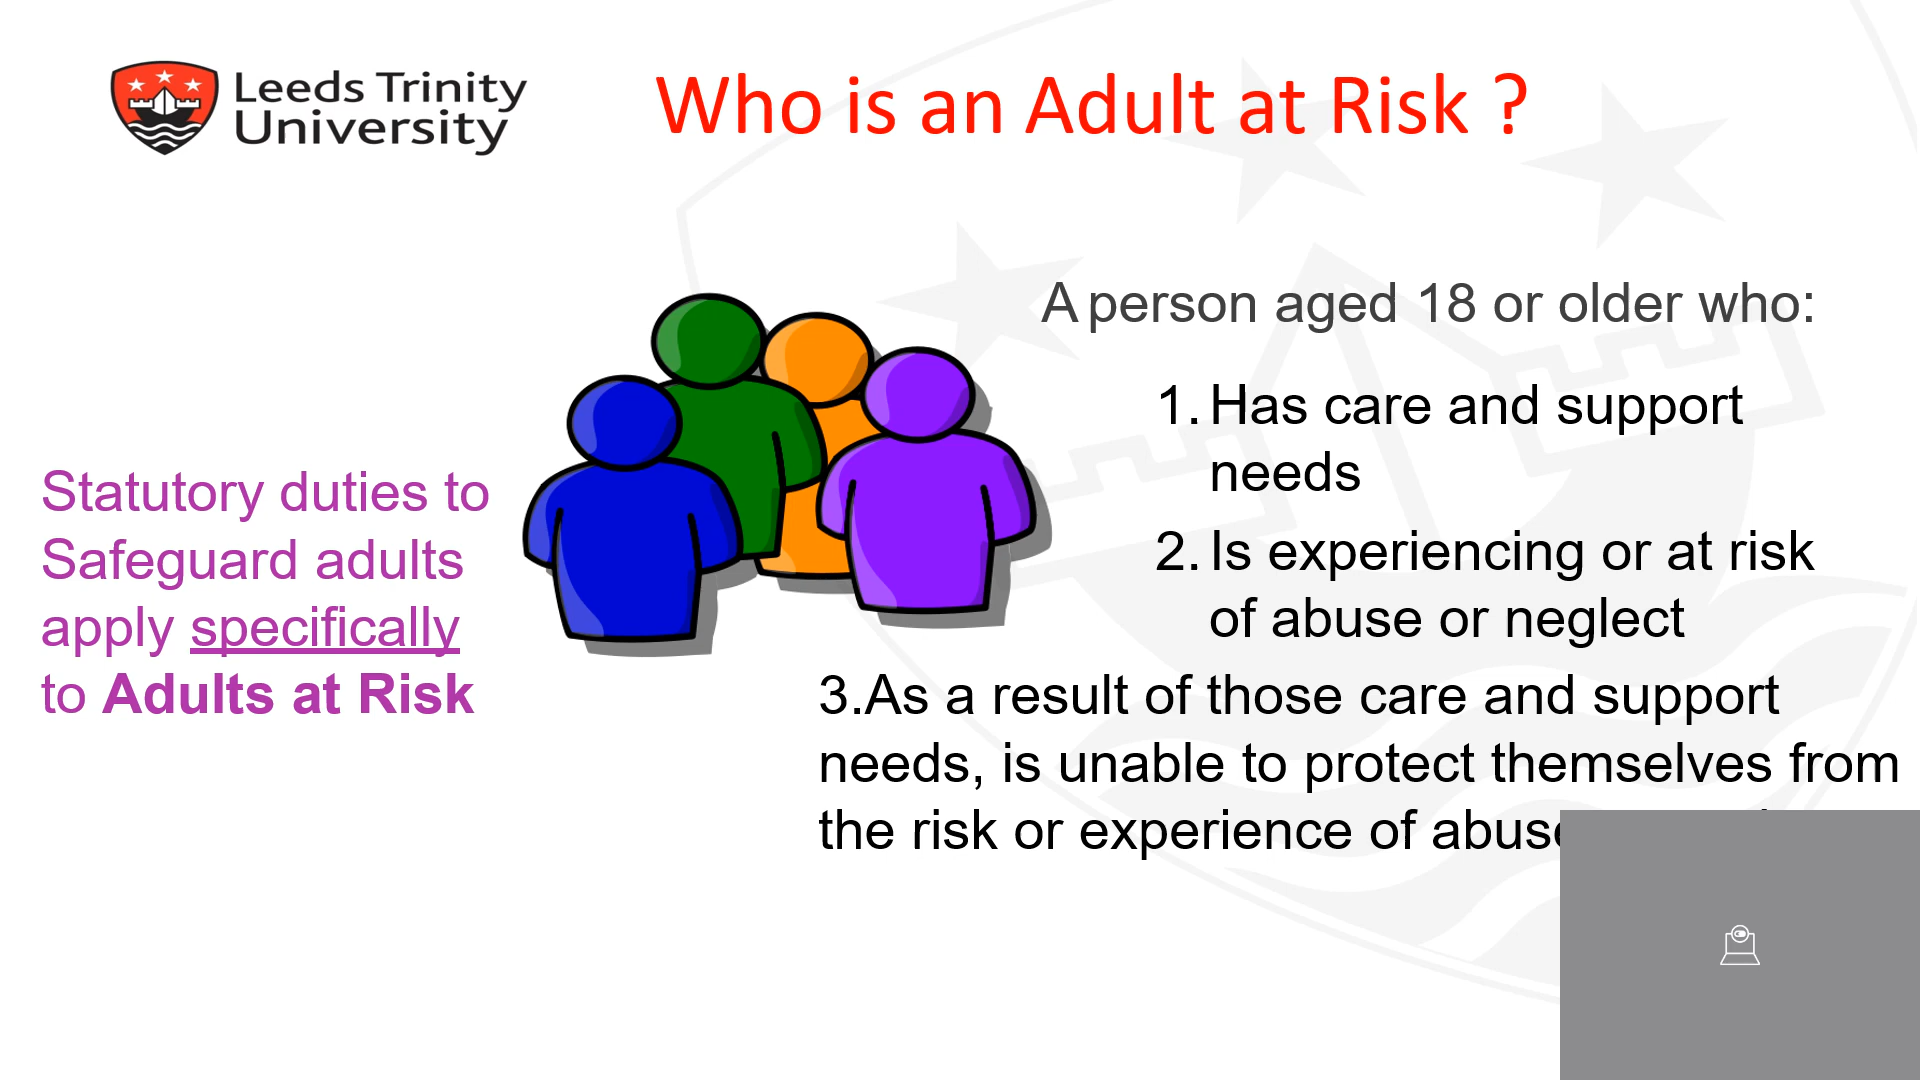 Leeds Trinity
University
Who is an Adult at Risk ?
Statutory duties to
Safeguard adults
apply specifically
to Adults at Risk
A person aged 18 or older who:
1. Has care and support
needs
2. Is experiencing or at risk
of abuse or neglect
3.As a result of those care and support
needs, is unable to protect themselves from
the risk or experience of